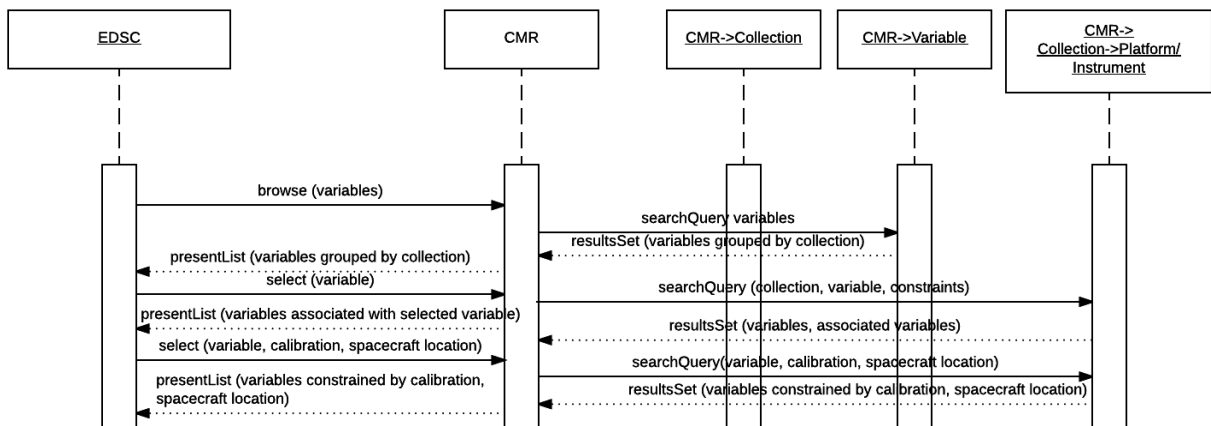 EDSC
CMR
CMR->Collection
CMR->Variable
CMR->
Collection->Platform/
Instrument
browse (variables)
searchQuery variables
resultsSet (variables grouped by collection)
presentList (variables grouped by collection)
select (variable)
searchQuery (collection, variable, constraints)
presentList (variables associated with selected variable)
resultsSet (variables, associated variables)
select (variable, calibration, spacecraft location)
searchQuery(variable, calibration, spacecraft location)
presentList (variables constrained by calibration,
spacecraft location)
resultsSet (variables constrained by calibration, spacecraft location)